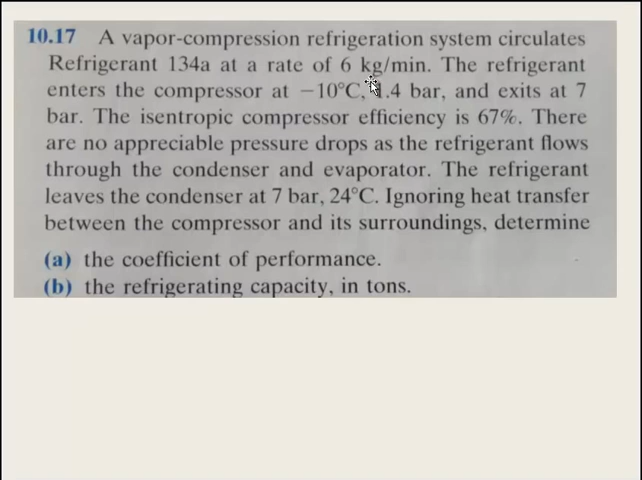 10.17 A vapor-compression refrigeration system circulates
Refrigerant 134a at a rate of 6 kg/min. The refrigerant
enters the compressor at −10°C, 1.4 bar, and exits at 7
bar. The isentropic compressor efficiency is 67%. There
are no appreciable pressure drops as the refrigerant flows
through the condenser and evaporator. The refrigerant
leaves the condenser at 7 bar, 24°C. Ignoring heat transfer
between the compressor and its surroundings, determine
(a) the coefficient of performance.
(b) the refrigerating capacity, in tons.